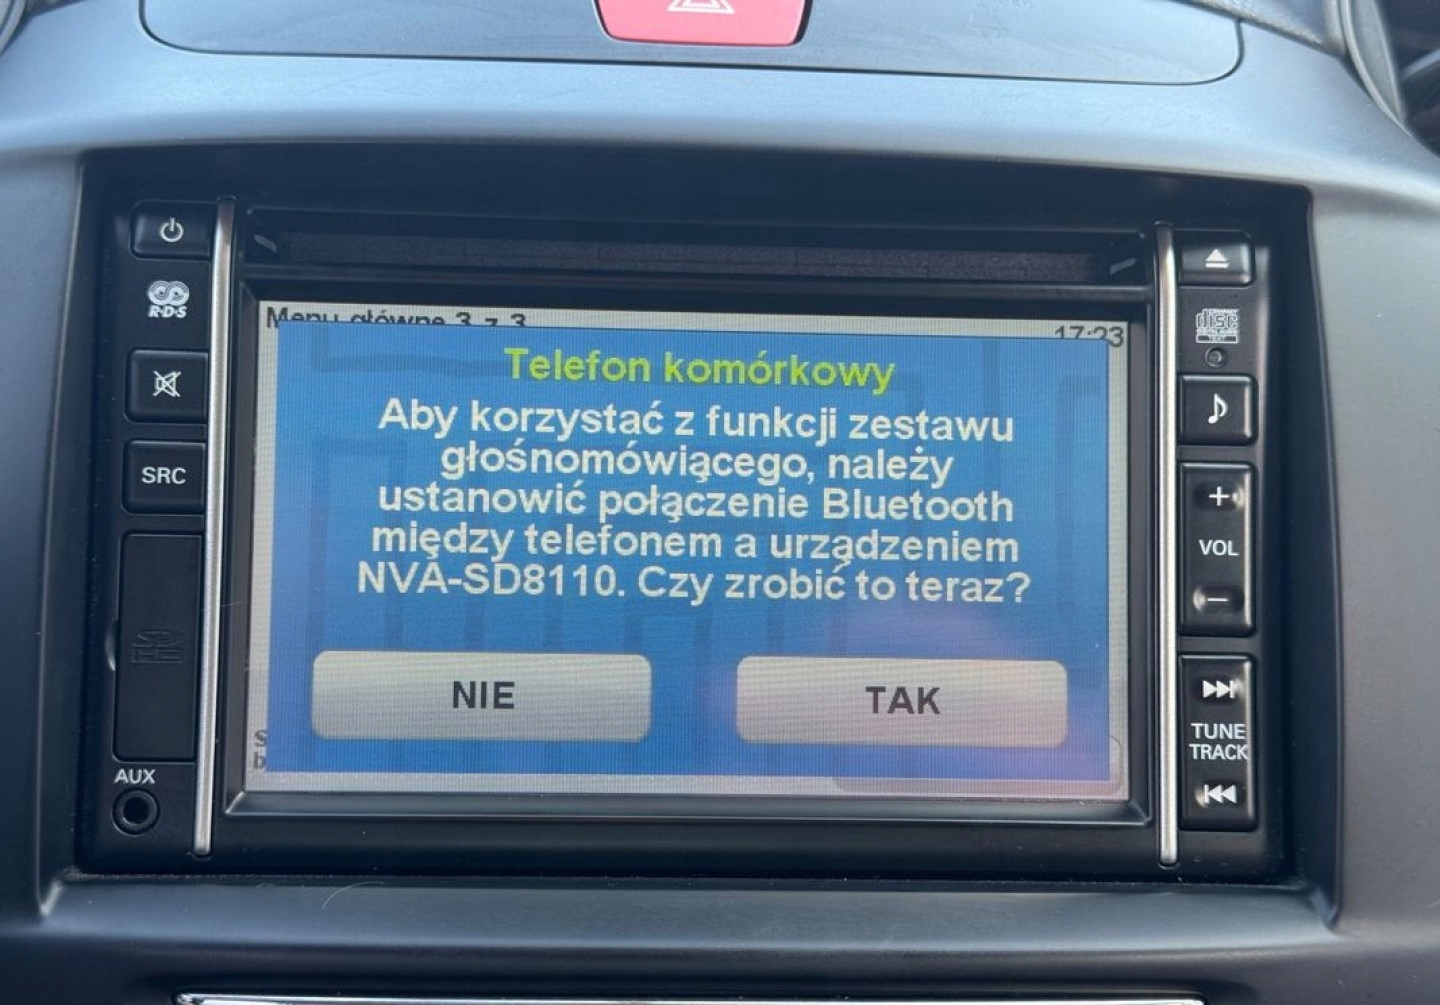 Menu główne 3 z 3
17:23
Telefon komórkowy
Aby korzystać z funkcji zestawu
głośnomówiącego, należy
ustanowić połączenie Bluetooth
między telefonem a urządzeniem
NVA-SD8110. Czy zrobić to teraz?
NIE
TAK
R·D·S
SRC
AUX
disc
VOL
TUNE
TRACK